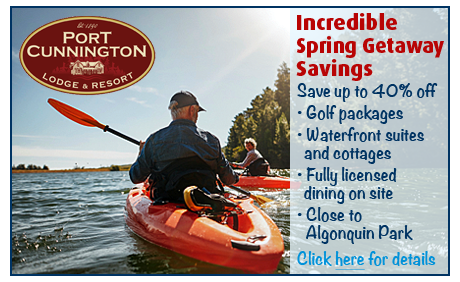 Est. 1890
PORT
CUNNINGTON
LODGE & RESORT
Incredible
Spring Getaway
Savings
Save up to 40% off
• Golf packages
• Waterfront suites
and cottages
• Fully licensed
dining on site
• Close to
Algonquin Park
Click here for details